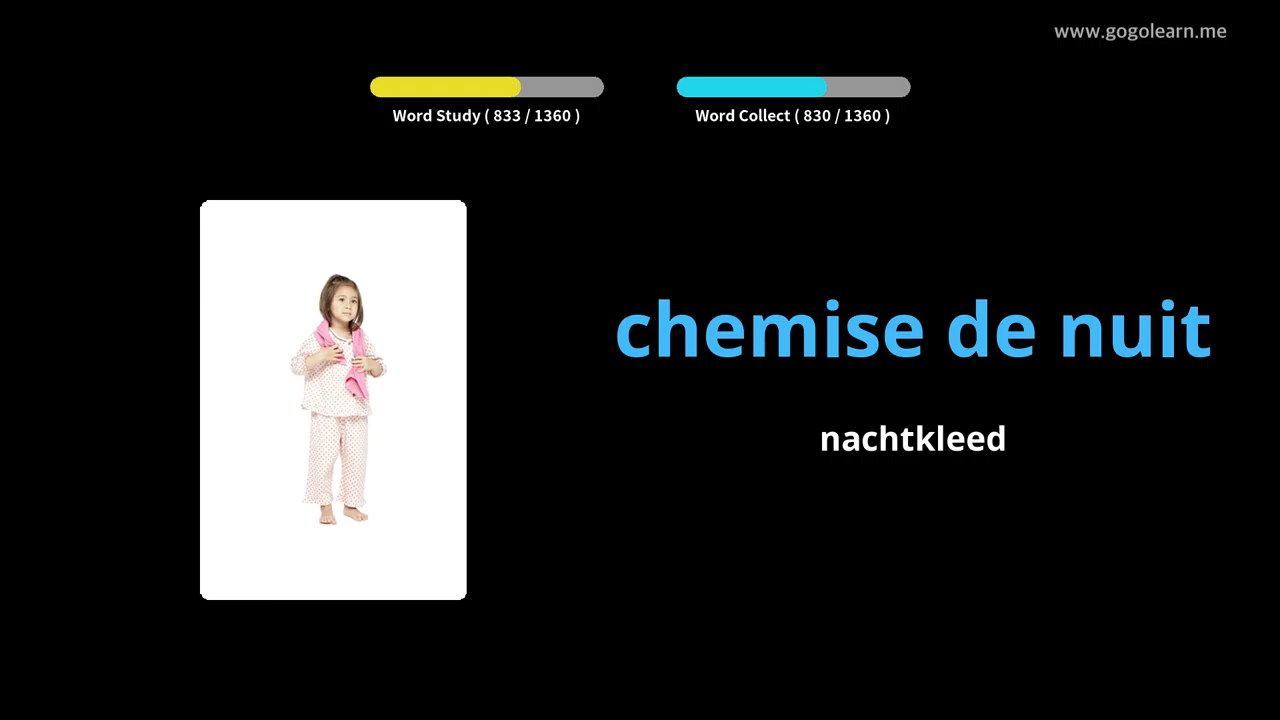 www.gogolearn.me
Word Study ( 833 / 1360 )
Word Collect ( 830 / 1360 )
chemise de nuit
nachtkleed